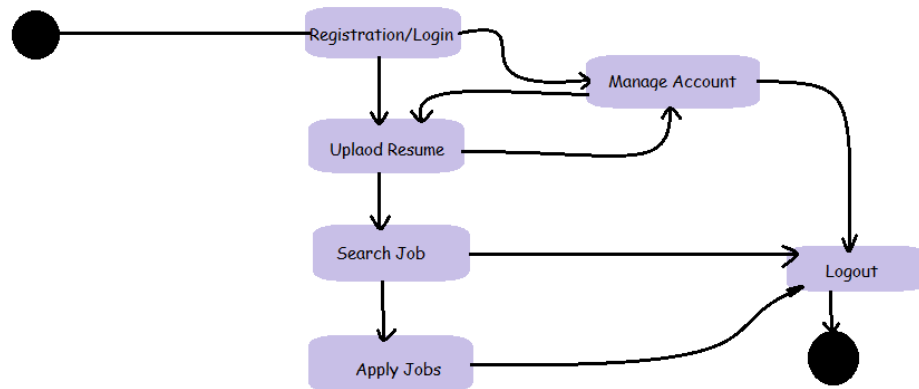 Registration/Login
Manage Account
Uplaod Resume
Search Job
Logout
Apply Jobs